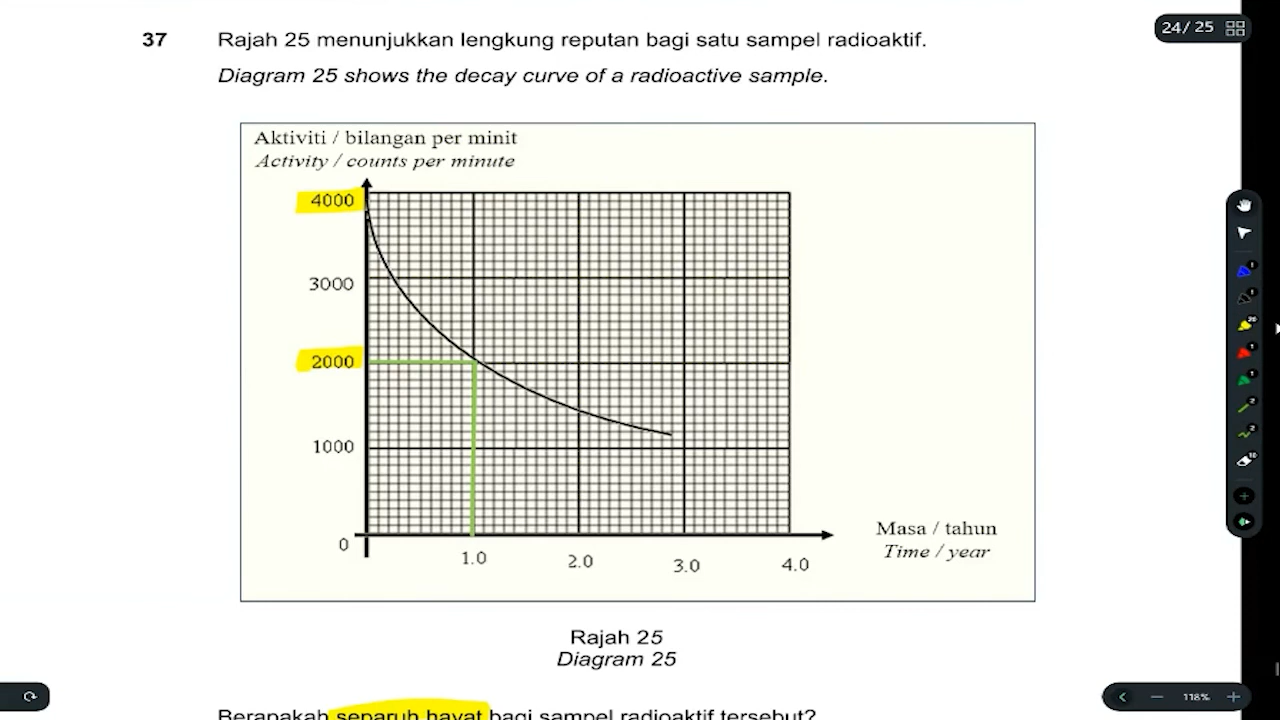 37 Rajah 25 menunjukkan lengkung reputan bagi satu sampel radioaktif.
Diagram 25 shows the decay curve of a radioactive sample.
24/ 25
Aktiviti / bilangan per minit
Activity / counts per minute
4000
3000
2000
1000
0
1.0 2.0 3.0 4.0
Masa / tahun
Time / year
Rajah 25
Diagram 25
118%
Berapakah separuh hayat bagi sampel radioaktif tersebut?